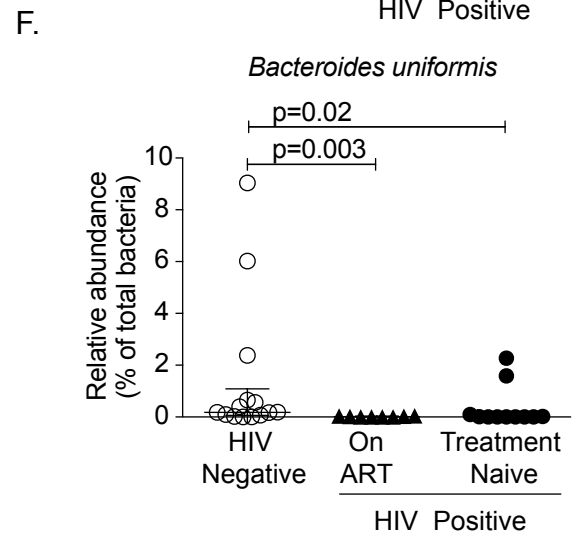 HIV Positive
F.
Bacteroides uniformis
p=0.02
p=0.003
10
8
6
4
2
0
Relative abundance
(% of total bacteria)
HIV
Negative
On
ART
Treatment
Naive
HIV Positive